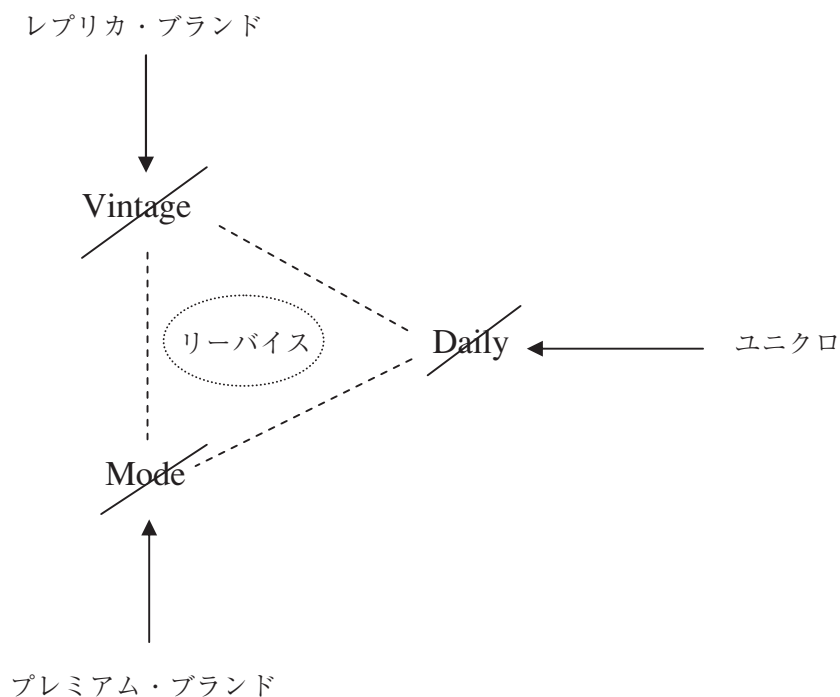 レプリカ・ブランド
Vintage
リーバイス
Daily
ユニクロ
Mode
プレミアム・ブランド